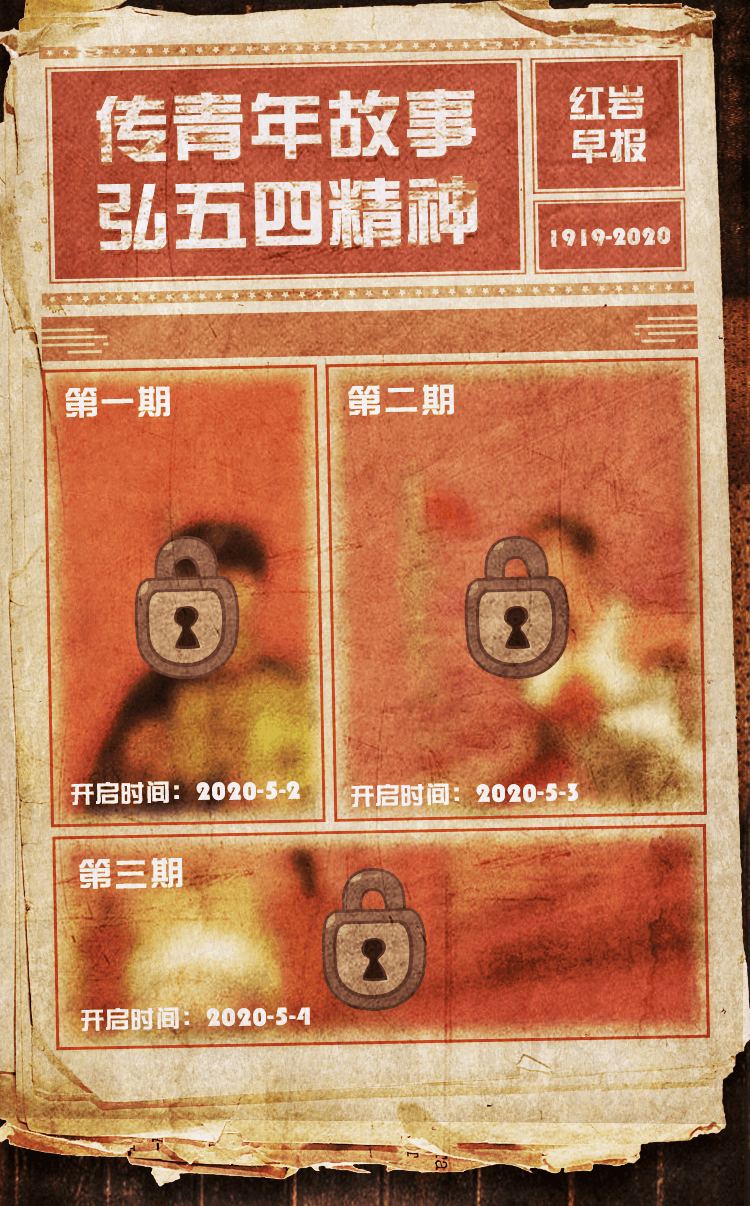 传青年故事
弘五四精神
红岩
早报
1919-2020
第一期
开启时间：2020-5-2
第二期
开启时间：2020-5-3
第三期
开启时间：2020-5-4